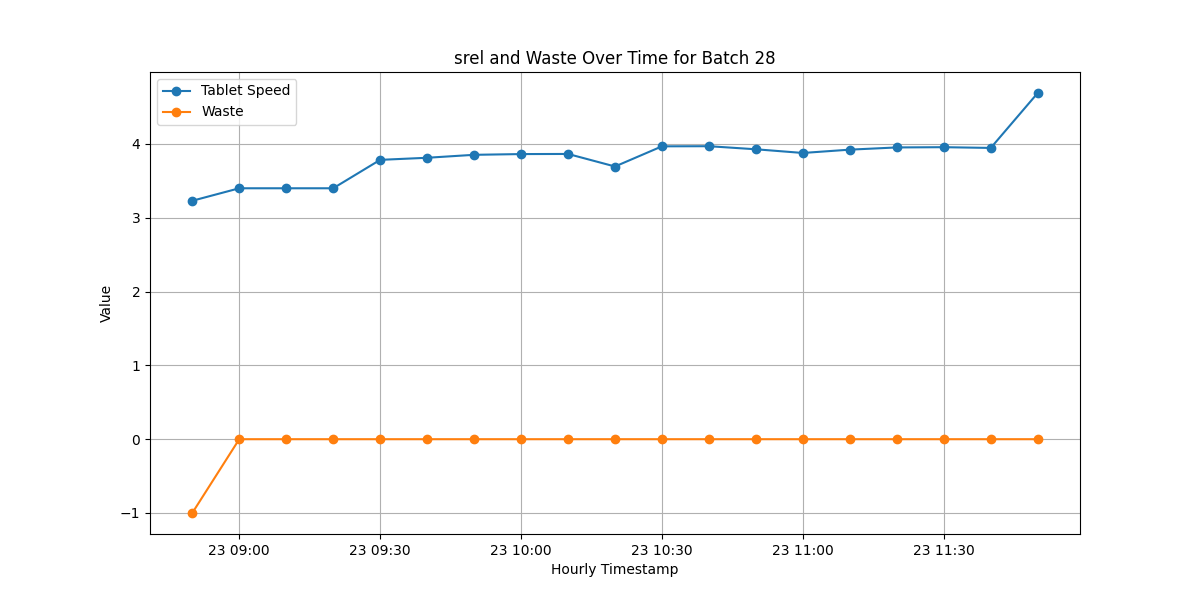 srel and Waste Over Time for Batch 28
Tablet Speed
Waste
Value
4
3
2
1
0
−1
23 09:00 23 09:30 23 10:00 23 10:30 23 11:00 23 11:30
Hourly Timestamp